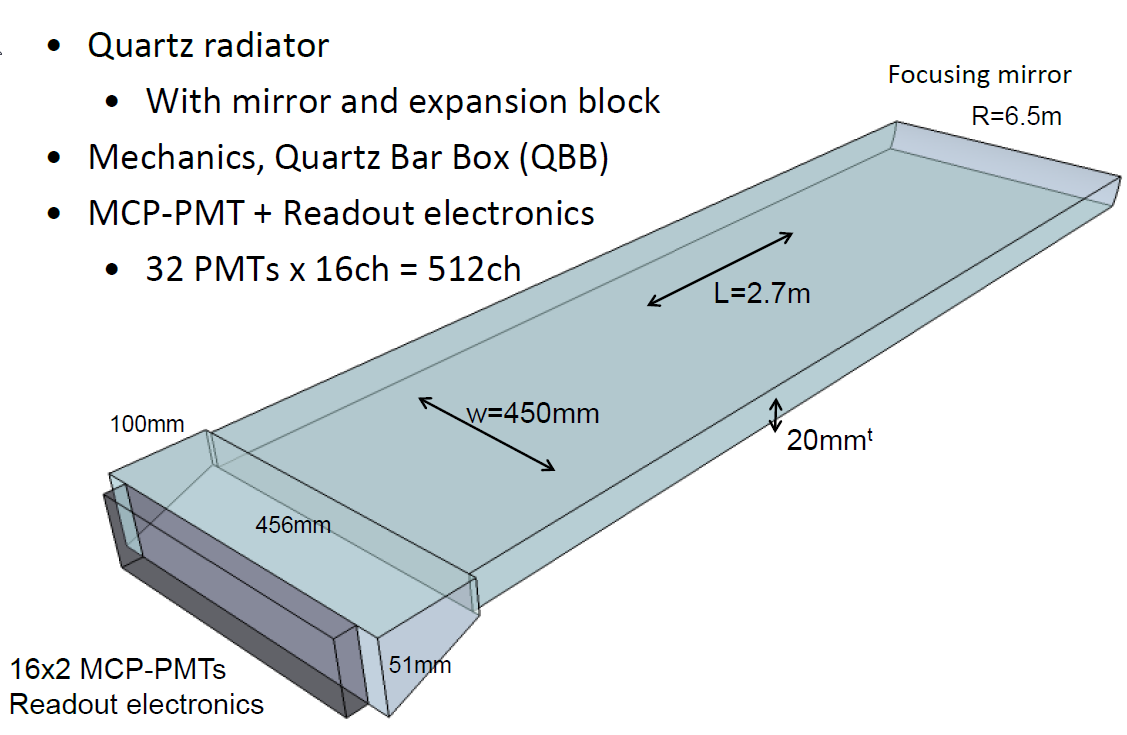 • Quartz radiator
• With mirror and expansion block
• Mechanics, Quartz Bar Box (QBB)
• MCP-PMT + Readout electronics
• 32 PMTs x 16ch = 512ch
Focusing mirror
R=6.5m
L=2.7m
w=450mm
20mmᵗ
100mm
456mm
51mm
16x2 MCP-PMTs
Readout electronics